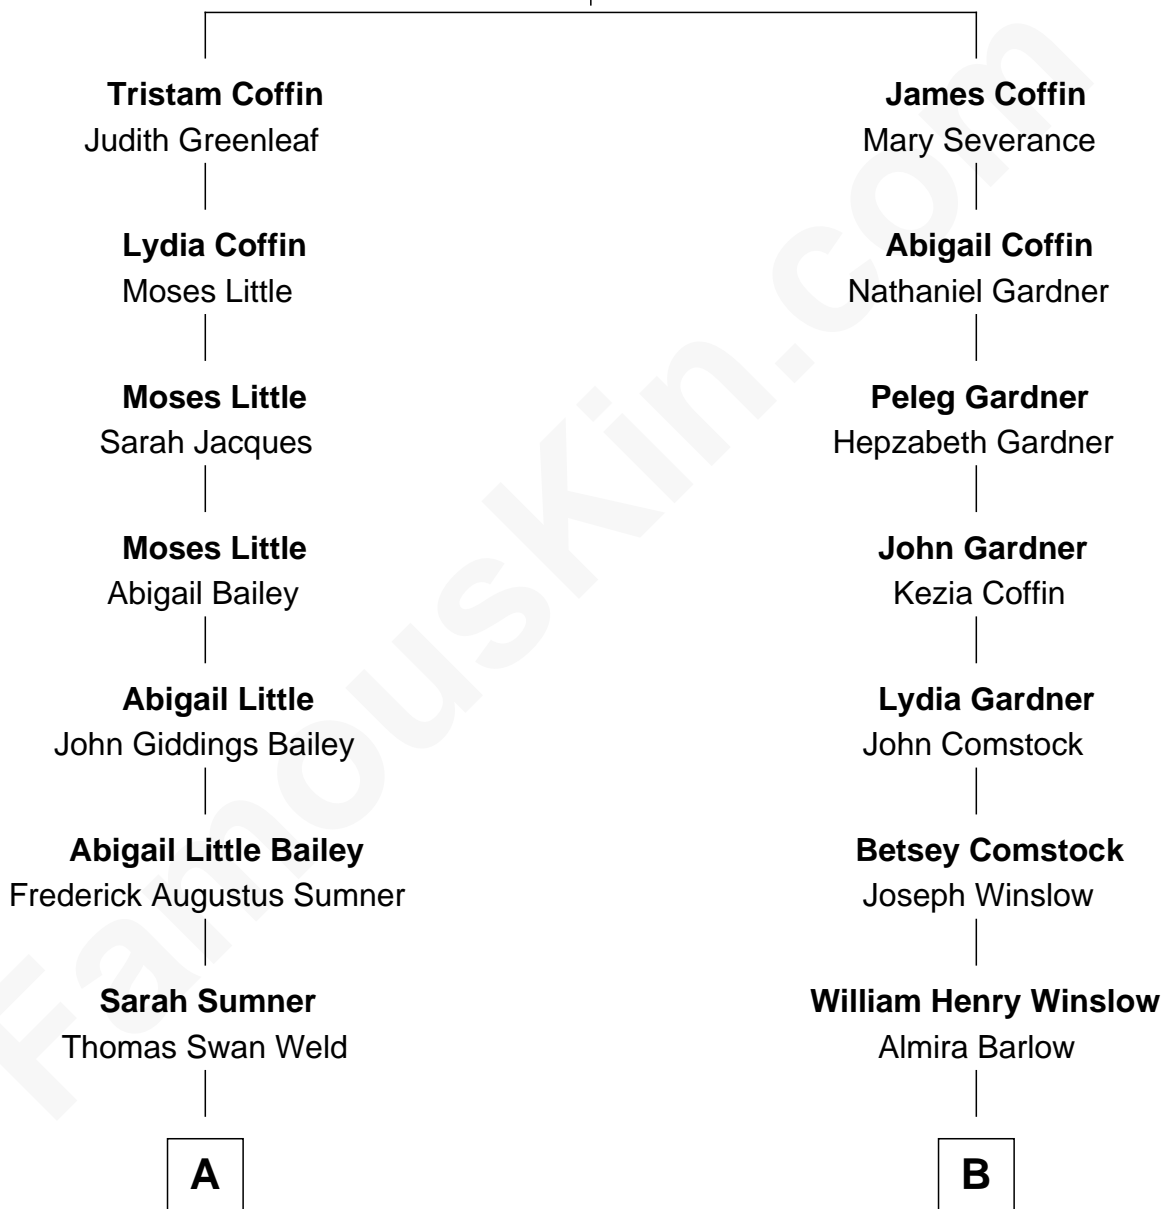 Tristam Coffin
Judith Greenleaf
Lydia Coffin
Moses Little
Moses Little
Sarah Jacques
Moses Little
Abigail Bailey
Abigail Little
John Giddings Bailey
Abigail Little Bailey
Frederick Augustus Sumner
Sarah Sumner
Thomas Swan Weld
A
James Coffin
Mary Severance
Abigail Coffin
Nathaniel Gardner
Peleg Gardner
Hepzabeth Gardner
John Gardner
Kezia Coffin
Lydia Gardner
John Comstock
Betsey Comstock
Joseph Winslow
William Henry Winslow
Almira Barlow
B
FamousKin.com